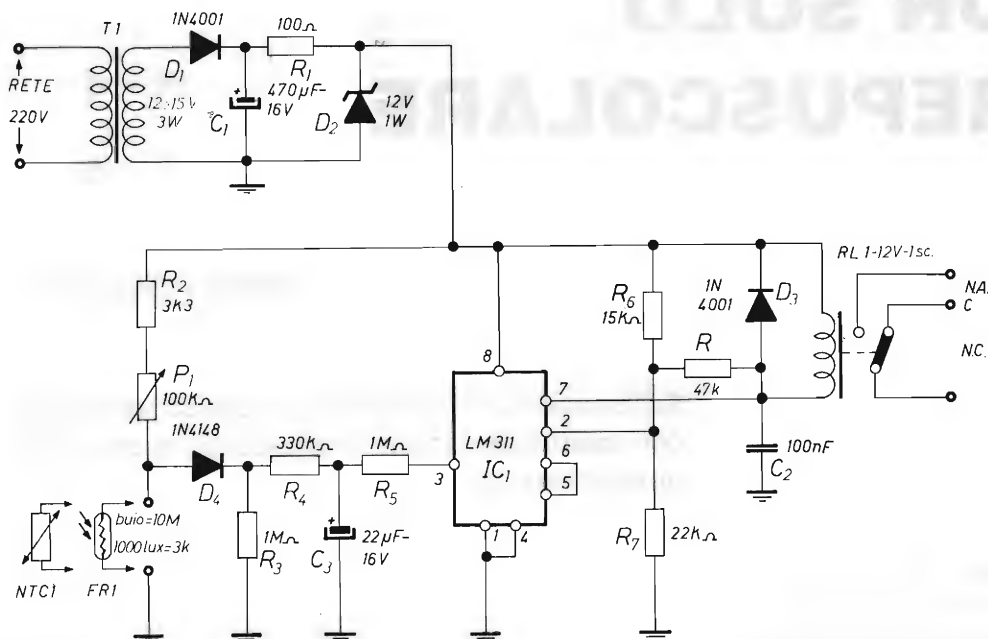 ON SOLO
EPUSCOLARE
T1
1N4001
D1
100Ω
R1
RETE
220V
12÷15V
3W
470µF-
16V
+
C1
D2
12V
1W
R2
3K3
P1
100KΩ
1N4148
D4
330KΩ
R4
1MΩ
R5
buio=10M
1000lux=3k
NTC1
FR1
1MΩ
R3
+
C3
22µF-
16V
8
LM311
IC1
3
7
2
6
5
1
4
R6
15KΩ
R
47k
1N
4001
D3
R7
22KΩ
100nF
C2
RL 1-12V-1sc.
N.A.
C
N.C.